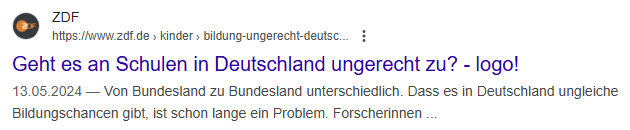 ZDF
https://www.zdf.de › kinder › bildung-ungerecht-deutsc...
Geht es an Schulen in Deutschland ungerecht zu? - logo!
13.05.2024 — Von Bundesland zu Bundesland unterschiedlich. Dass es in Deutschland ungleiche
Bildungschancen gibt, ist schon lange ein Problem. Forscherinnen ...